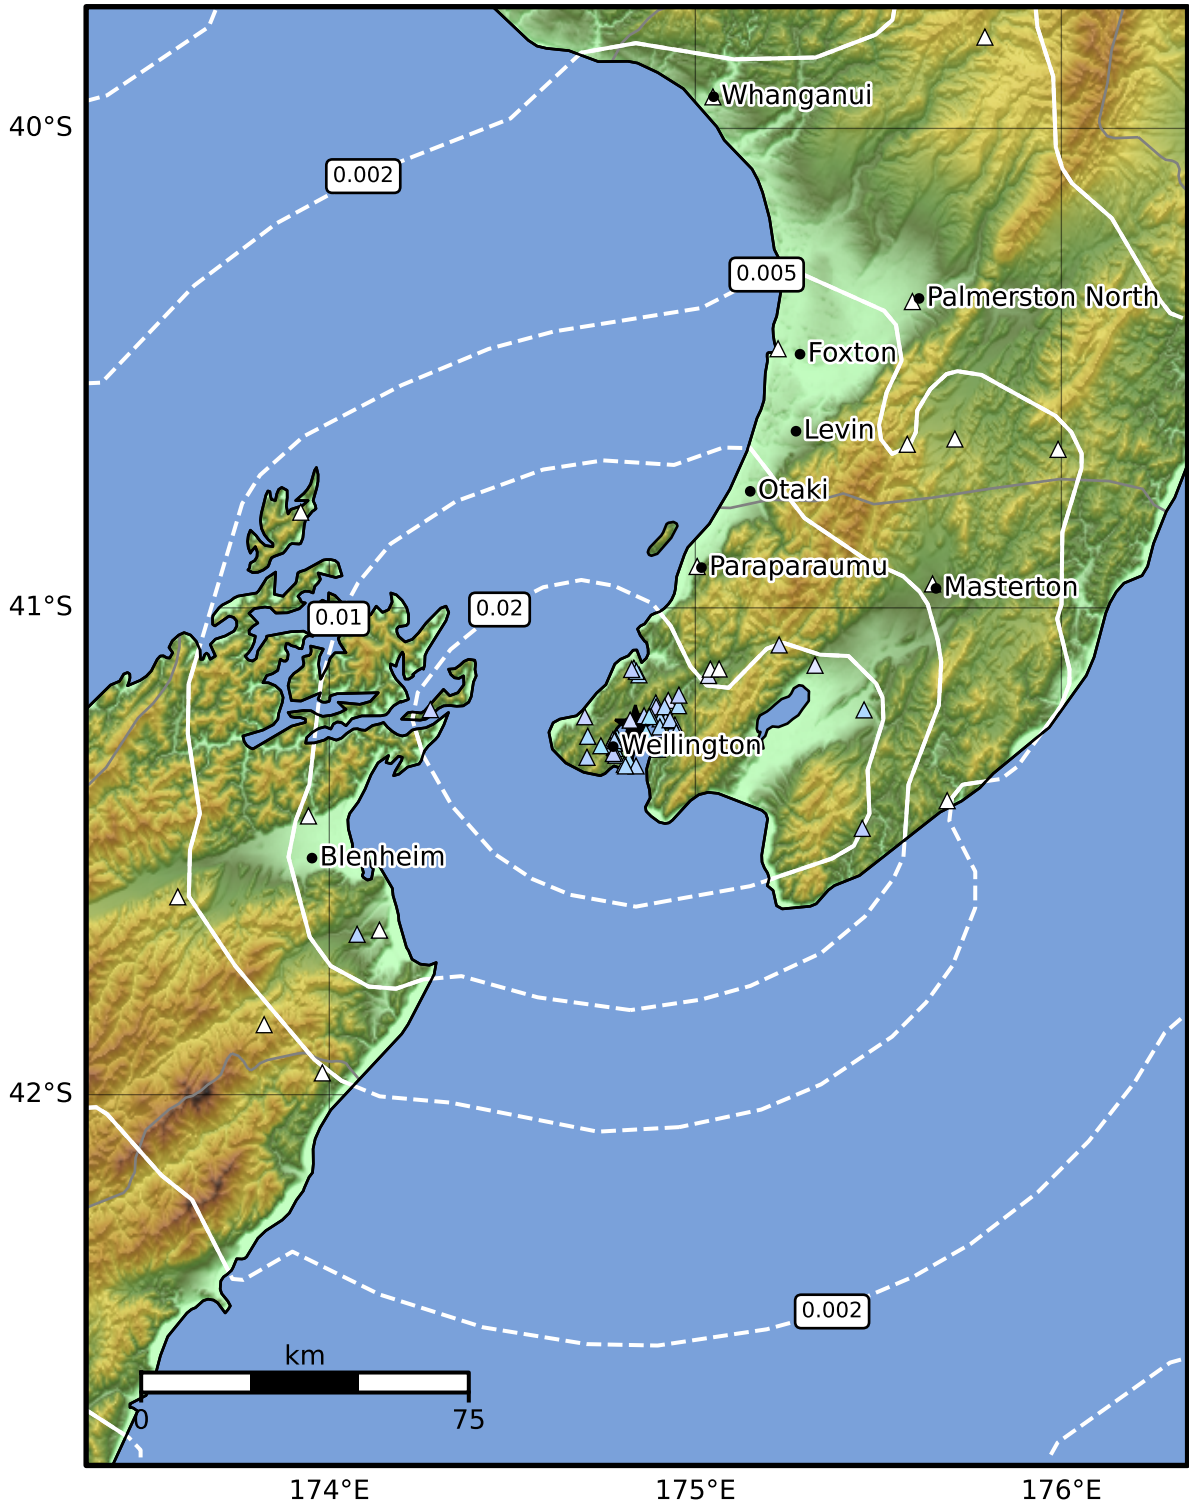 Whanganui
40°S
0.002
0.005
Palmerston North
Foxton
Levin
Otaki
Paraparaumu
Masterton
41°S
0.01
0.02
Wellington
Blenheim
42°S
0.002
km
0
75
174°E
175°E
176°E